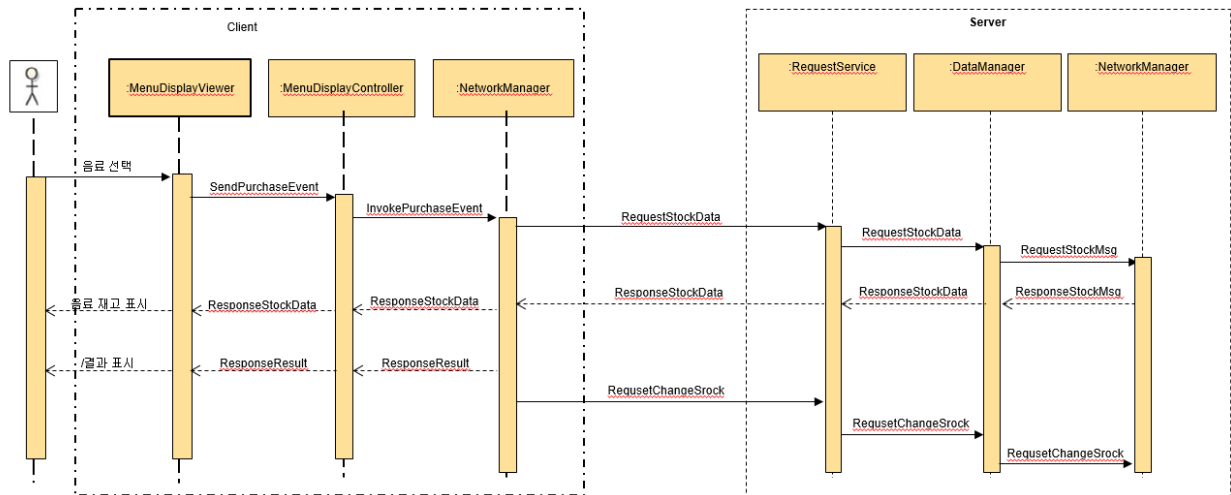 Client
Server
:MenuDisplayViewer
:MenuDisplayController
:NetworkManager
:RequestService
:DataManager
:NetworkManager
음료 선택
SendPurchaseEvent
InvokePurchaseEvent
RequestStockData
RequestStockData
RequestStockMsg
음료 재고 표시
ResponseStockData
ResponseStockData
ResponseStockData
ResponseStockData
ResponseStockMsg
/결과 표시
ResponseResult
ResponseResult
RequsetChangeSrock
RequsetChangeSrock
RequsetChangeSrock